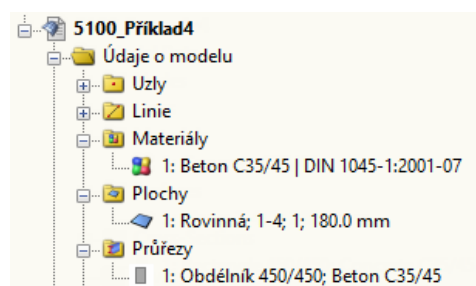 5100_Příklad4
Údaje o modelu
Uzly
Linie
Materiály
1: Beton C35/45 | DIN 1045-1:2001-07
Plochy
1: Rovinná; 1-4; 1; 180.0 mm
Průřezy
1: Obdélník 450/450; Beton C35/45